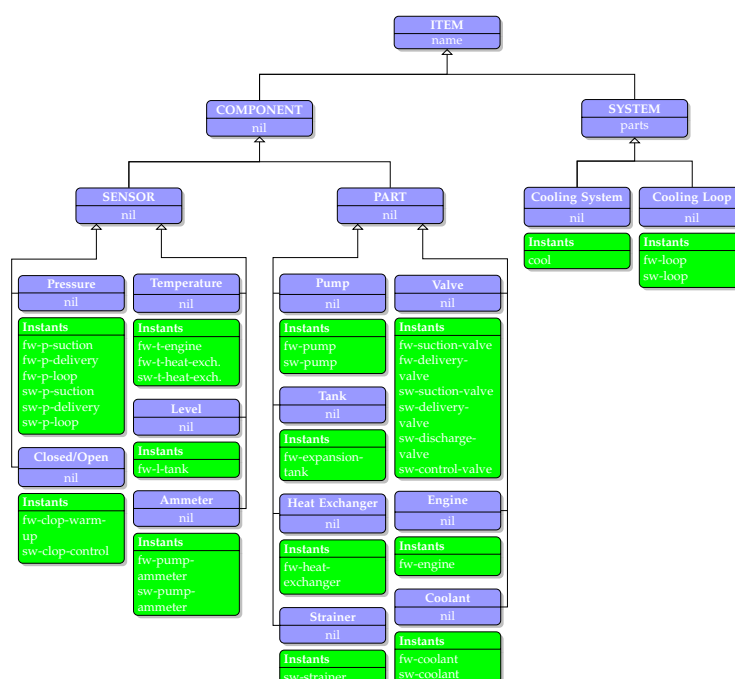 ITEM
name
COMPONENT
nil
SYSTEM
parts
SENSOR
nil
PART
nil
Cooling System
nil
Instants
cool
Cooling Loop
nil
Instants
fw-loop
sw-loop
Pressure
nil
Instants
fw-p-suction
fw-p-delivery
fw-p-loop
sw-p-suction
sw-p-delivery
sw-p-loop
Closed/Open
nil
Instants
fw-clop-warm-
up
sw-clop-control
Temperature
nil
Instants
fw-t-engine
fw-t-heat-exch.
sw-t-heat-exch.
Level
nil
Instants
fw-l-tank
Ammeter
nil
Instants
fw-pump-
ammeter
sw-pump-
ammeter
Pump
nil
Instants
fw-pump
sw-pump
Tank
nil
Instants
fw-expansion-
tank
Heat Exchanger
nil
Instants
fw-heat-
exchanger
Strainer
nil
Instants
sw-strainer
Valve
nil
Instants
fw-suction-valve
fw-delivery-
valve
sw-suction-valve
sw-delivery-
valve
sw-discharge-
valve
sw-control-valve
Engine
nil
Instants
fw-engine
Coolant
nil
Instants
fw-coolant
sw-coolant